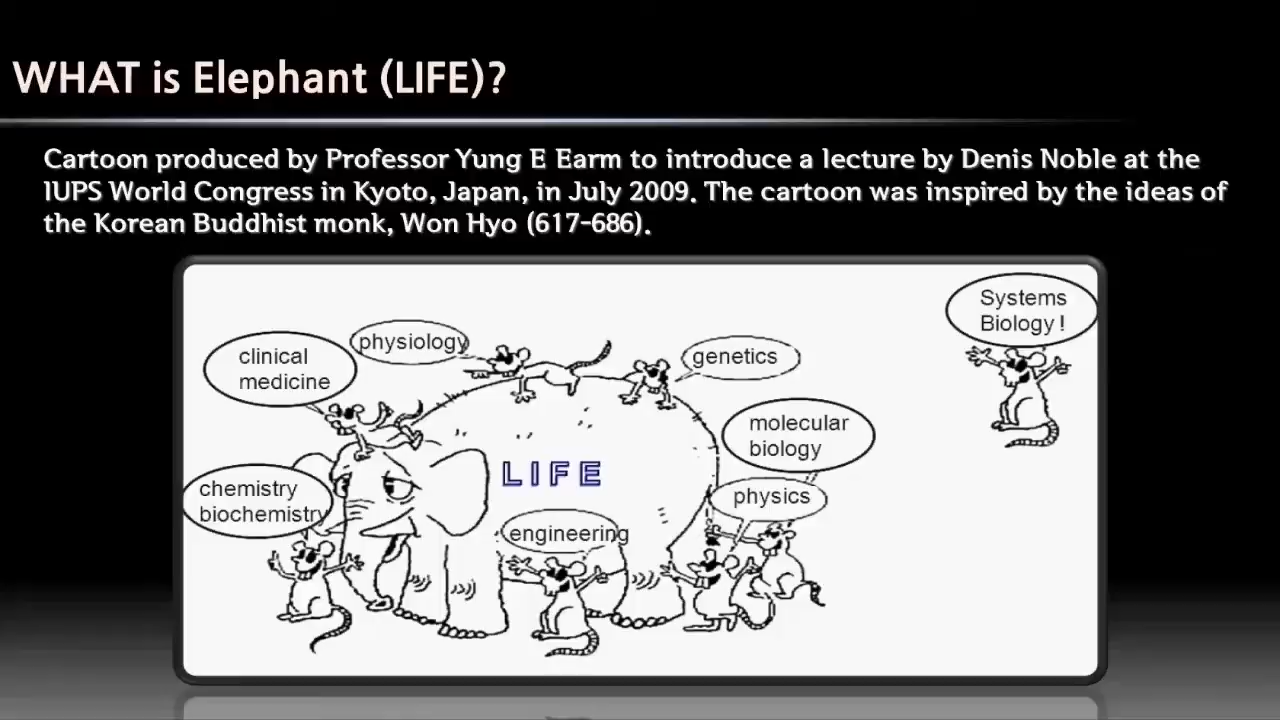 WHAT is Elephant (LIFE)?
Cartoon produced by Professor Yung E Earm to introduce a lecture by Denis Noble at the
IUPS World Congress in Kyoto, Japan, in July 2009. The cartoon was inspired by the ideas of
the Korean Buddhist monk, Won Hyo (617-686).
Systems
Biology !
physiology
clinical
medicine
genetics
molecular
biology
LIFE
chemistry
biochemistry
physics
engineering